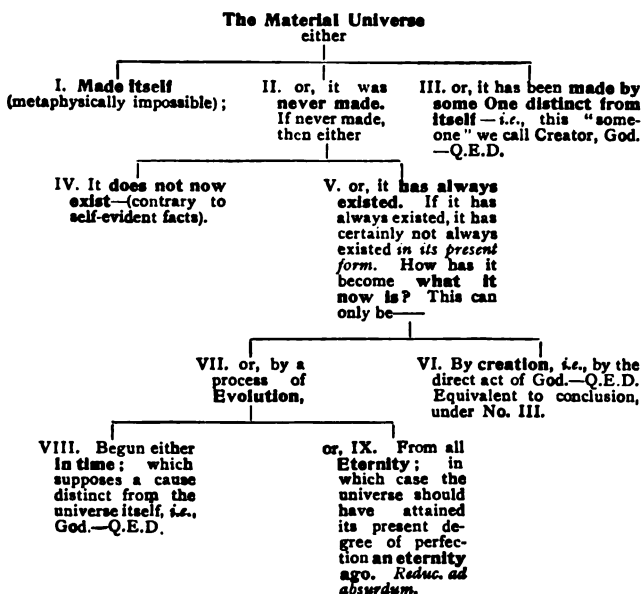 The Material Universe
either
I. Made itself
(metaphysically impossible);
II. or, it was
never made.
If never made,
then either
III. or, it has been made by
some One distinct from
itself—i.e., this "some-
one" we call Creator, God.
—Q.E.D.
IV. It does not now
exist—(contrary to
self-evident facts).
V. or, it has always
existed. If it has
always existed, it has
certainly not always
existed in its present
form. How has it
become what it
now is? This can
only be——
VII. or, by a
process of
Evolution,
VI. By creation, i.e., by the
direct act of God.—Q.E.D.
Equivalent to conclusion,
under No. III.
VIII. Begun either
in time; which
supposes a cause
distinct from the
universe itself, i.e.,
God.—Q.E.D.
or, IX. From all
Eternity; in
which case the
universe should
have attained
its present de-
gree of perfec-
tion an eternity
ago. Reduc. ad
absurdum.